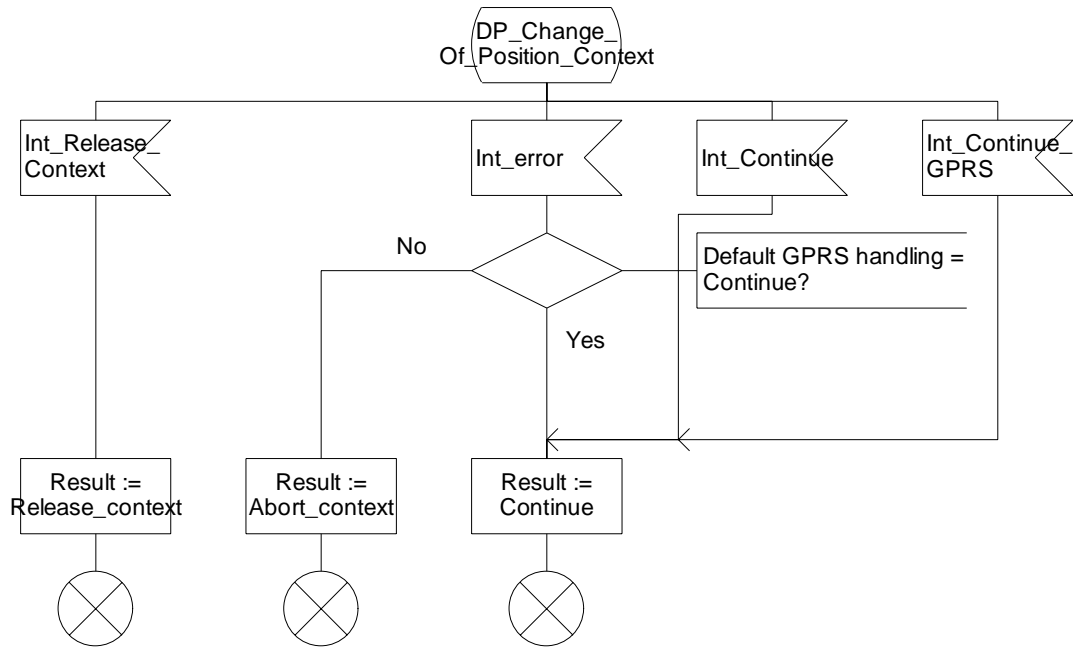 DP_Change_
Of_Position_Context
Int_Release_
Context
Int_error
Int_Continue
Int_Continue_
GPRS
No
Default GPRS handling =
Continue?
Yes
Result :=
Release_context
Result :=
Abort_context
Result :=
Continue